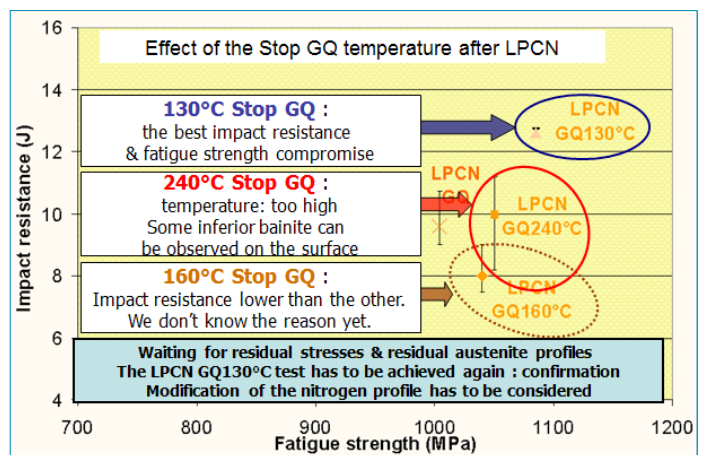 Effect of the Stop GQ temperature after LPCN
16
14
12
10
8
6
4
Impact resistance (J)
130°C Stop GQ :
the best impact resistance
& fatigue strength compromise
LPCN
GQ130°C
240°C Stop GQ :
temperature: too high
Some inferior bainite can
be observed on the surface
LPCN
GQ
LPCN
GQ240°C
160°C Stop GQ :
Impact resistance lower than the other.
We don't know the reason yet.
LPCN
GQ160°C
Waiting for residual stresses & residual austenite profiles
The LPCN GQ130°C test has to be achieved again : confirmation
Modification of the nitrogen profile has to be considered
700 800 900 1000 1100 1200
Fatigue strength (MPa)